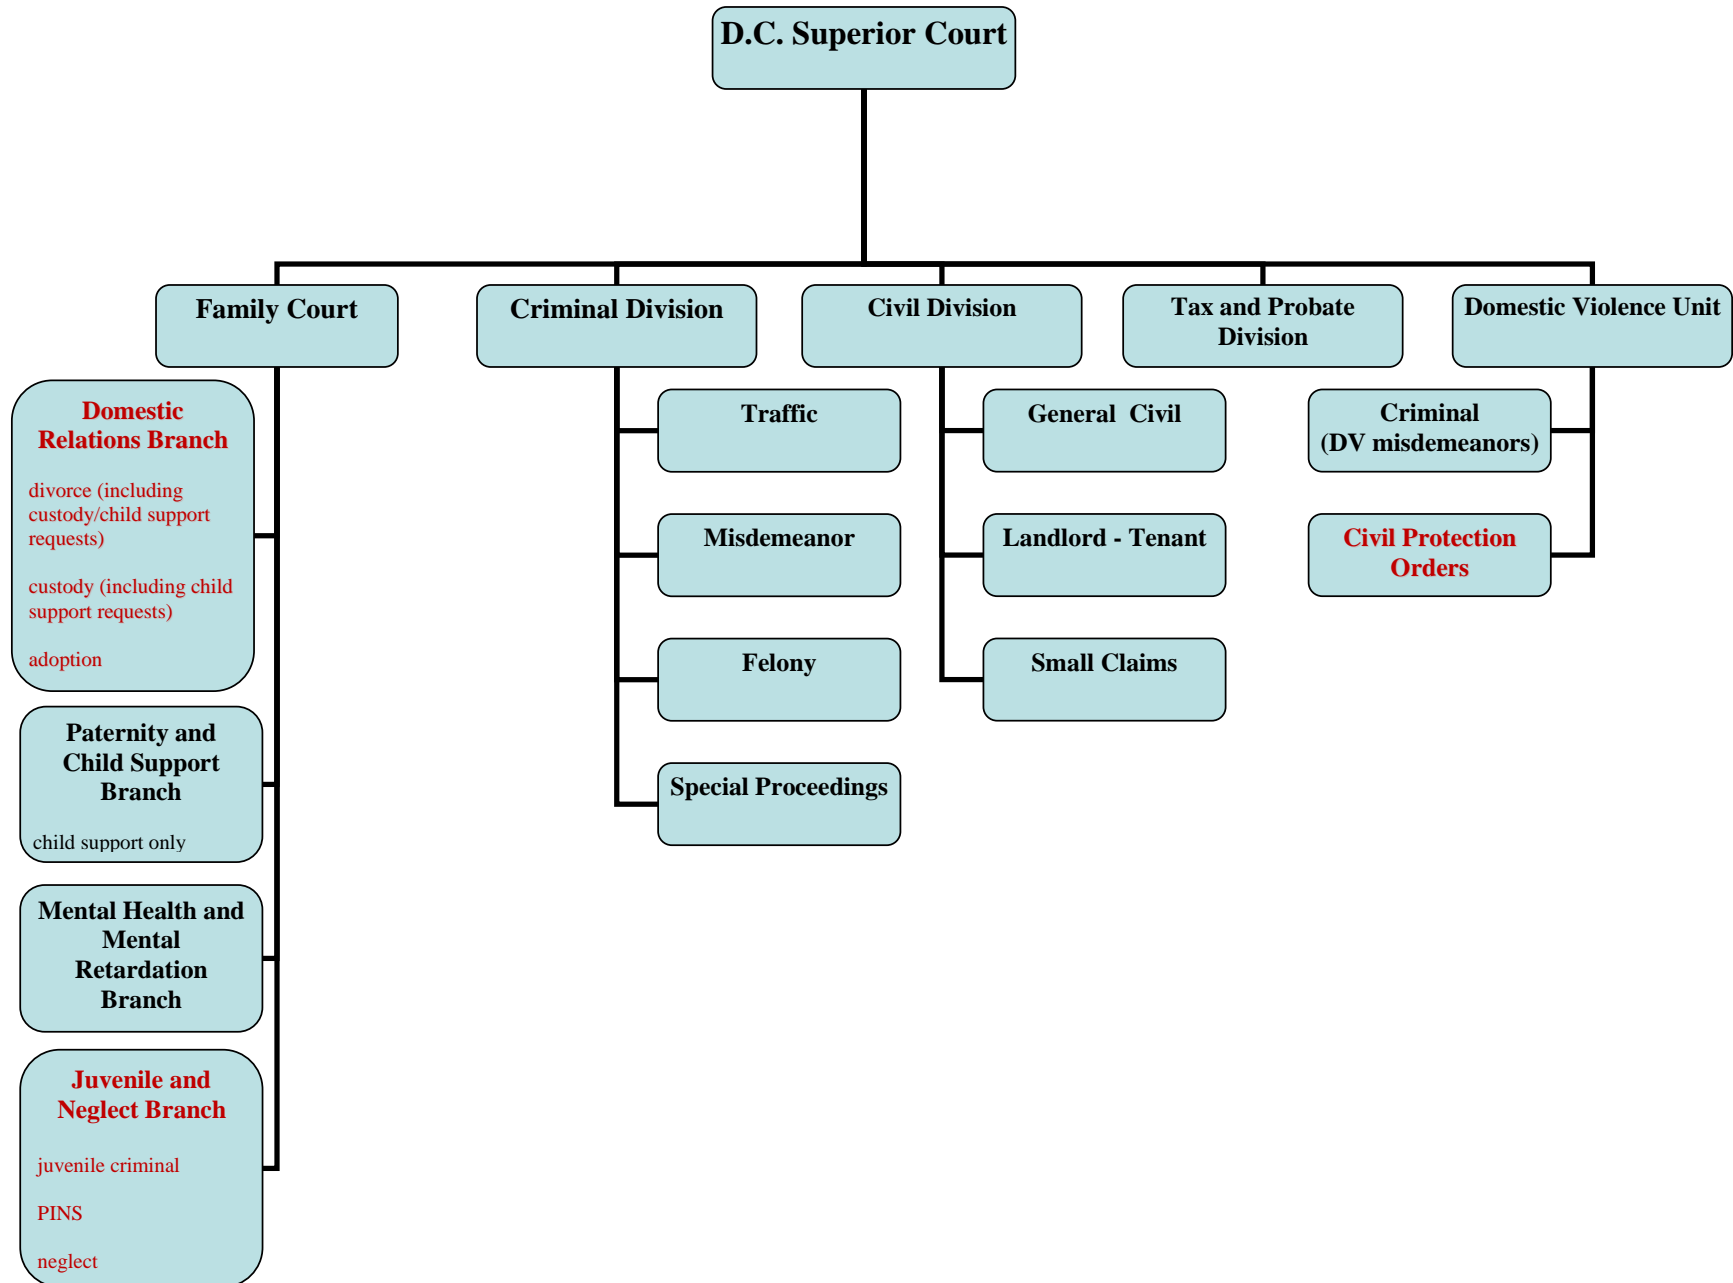 D.C. Superior Court
Family Court
Domestic
Relations Branch
divorce (including
custody/child support
requests)
custody (including child
support requests)
adoption
Paternity and
Child Support
Branch
child support only
Mental Health and
Mental
Retardation
Branch
Juvenile and
Neglect Branch
juvenile criminal
PINS
neglect
Criminal Division
Traffic
Misdemeanor
Felony
Special Proceedings
Civil Division
General Civil
Landlord - Tenant
Small Claims
Tax and Probate
Division
Domestic Violence Unit
Criminal
(DV misdemeanors)
Civil Protection
Orders